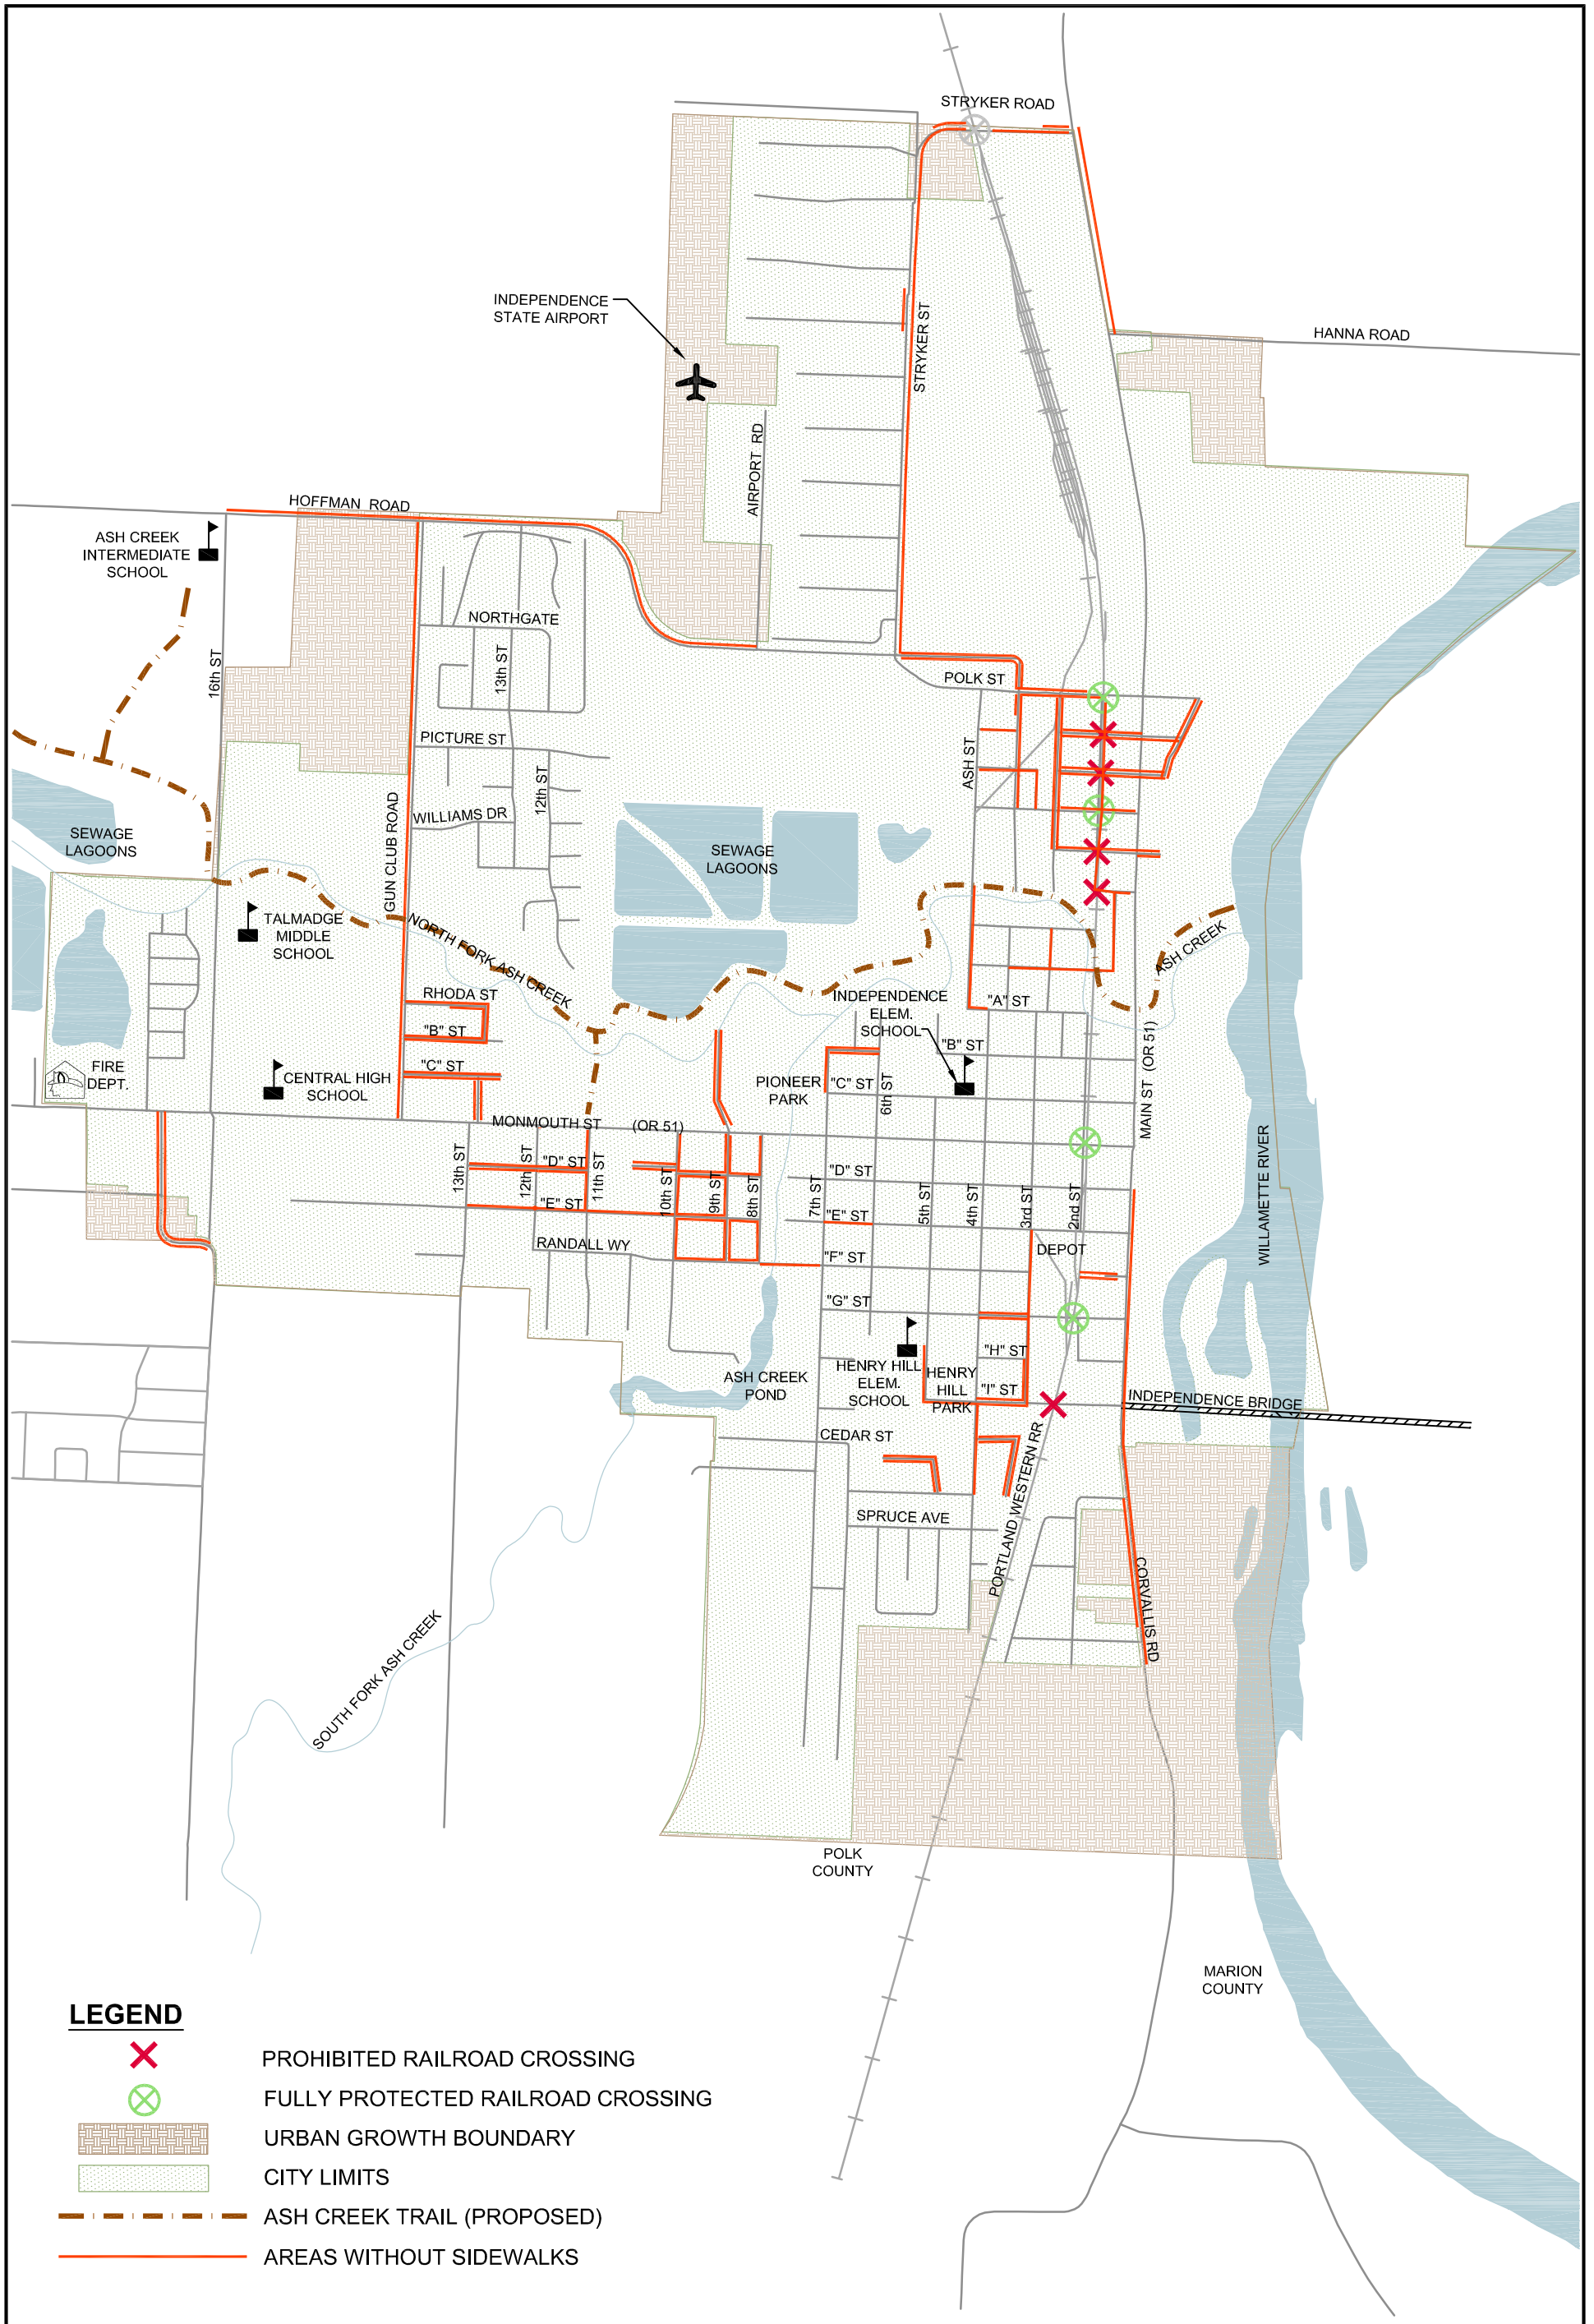 STRYKER ROAD
INDEPENDENCE
STATE AIRPORT
STRYKER ST
HANNA ROAD
AIRPORT RD
HOFFMAN ROAD
ASH CREEK
INTERMEDIATE
SCHOOL
NORTHGATE
13th ST
16th ST
POLK ST
PICTURE ST
ASH ST
12th ST
GUN CLUB ROAD
WILLIAMS DR
SEWAGE
LAGOONS
SEWAGE
LAGOONS
TALMADGE
MIDDLE
SCHOOL
NORTH FORK ASH CREEK
ASH CREEK
RHODA ST
INDEPENDENCE
ELEM.
SCHOOL
"A" ST
"B" ST
"B" ST
MAIN ST (OR 51)
FIRE
DEPT.
"C" ST
CENTRAL HIGH
SCHOOL
PIONEER
PARK
"C" ST
6th ST
MONMOUTH ST (OR 51)
WILLAMETTE RIVER
13th ST
12th ST
"D" ST
11th ST
10th ST
9th ST
8th ST
7th ST
"D" ST
5th ST
4th ST
3rd ST
2nd ST
"E" ST
"E" ST
RANDALL WY
"F" ST
DEPOT
"G" ST
"H" ST
ASH CREEK
POND
HENRY HILL
ELEM.
SCHOOL
HENRY
HILL
PARK
"I" ST
INDEPENDENCE BRIDGE
CEDAR ST
PORTLAND WESTERN RR
SPRUCE AVE
CORVALLIS RD
SOUTH FORK ASH CREEK
POLK
COUNTY
MARION
COUNTY
LEGEND
PROHIBITED RAILROAD CROSSING
FULLY PROTECTED RAILROAD CROSSING
URBAN GROWTH BOUNDARY
CITY LIMITS
ASH CREEK TRAIL (PROPOSED)
AREAS WITHOUT SIDEWALKS